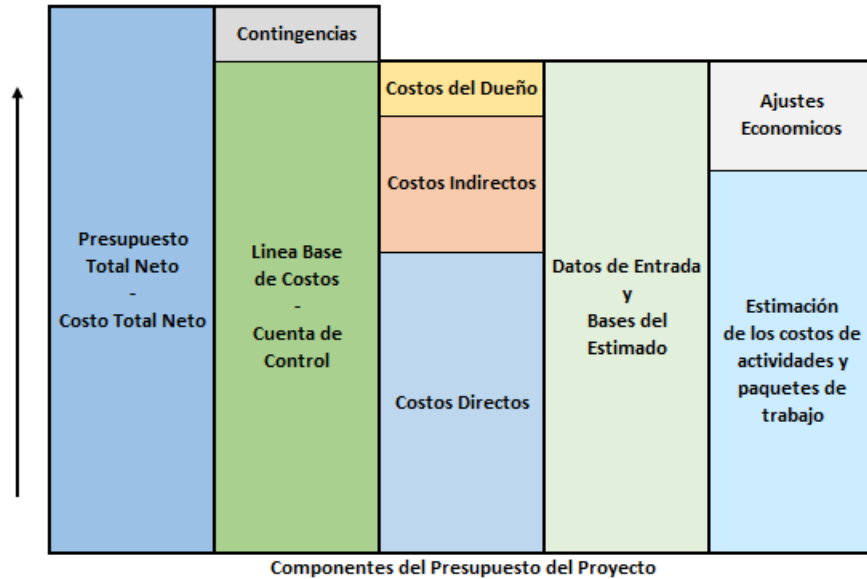 Contingencias
Costos del Dueño
Ajustes
Economicos
Costos Indirectos
Presupuesto
Total Neto
-
Costo Total Neto
Linea Base
de Costos
-
Cuenta de
Control
Datos de Entrada
y
Bases del
Estimado
Estimación
de los costos de
actividades y
paquetes de
trabajo
Costos Directos
Componentes del Presupuesto del Proyecto